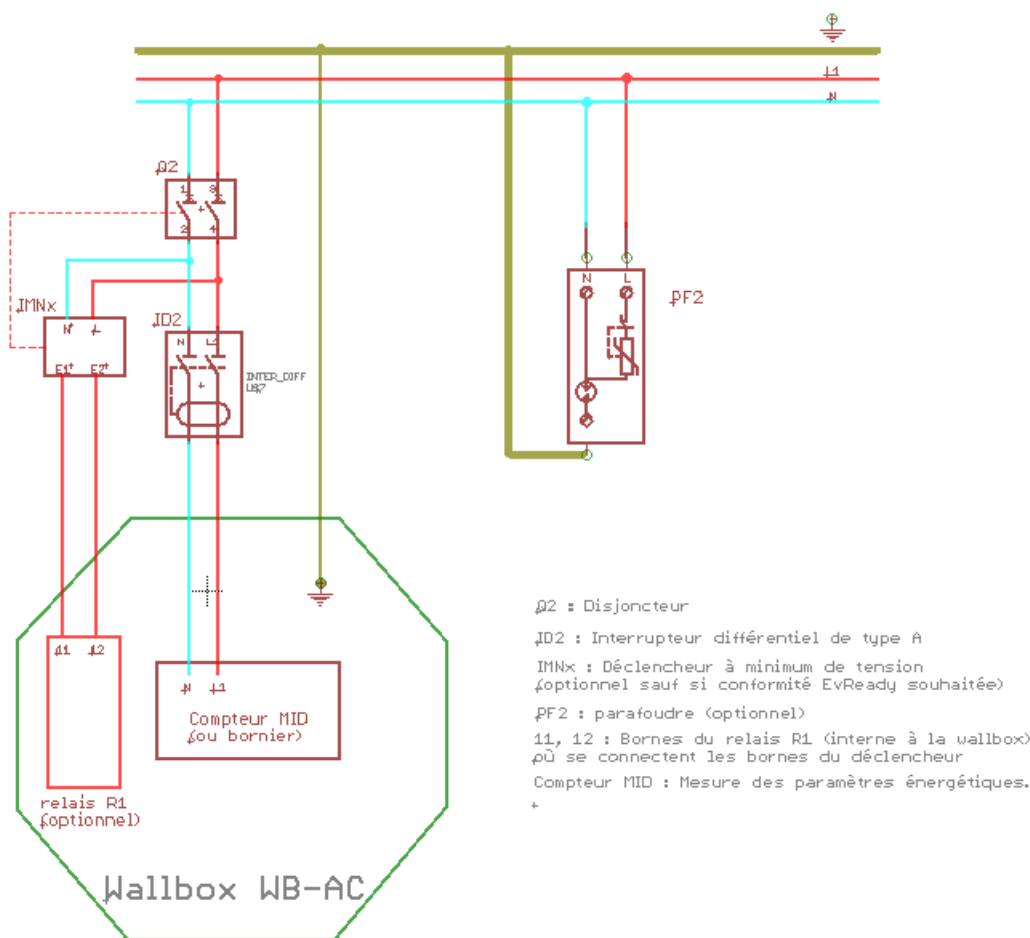 L1
N
Q2
1 3
2 4
IMNx
N* L
E1* E2*
ID2
N L1
INTER_DIFF
N L
PF2
11 12
N L1
Compteur MID
(ou bornier)
relais R1
(optionnel)
Wallbox WB-AC
Q2 : Disjoncteur
ID2 : Interrupteur différentiel de type A
IMNx : Déclencheur à minimum de tension
(optionnel sauf si conformité EvReady souhaitée)
PF2 : parafoudre (optionnel)
11, 12 : Bornes du relais R1 (interne à la wallbox)
où se connectent les bornes du déclencheur
Compteur MID : Mesure des paramètres énergétiques.